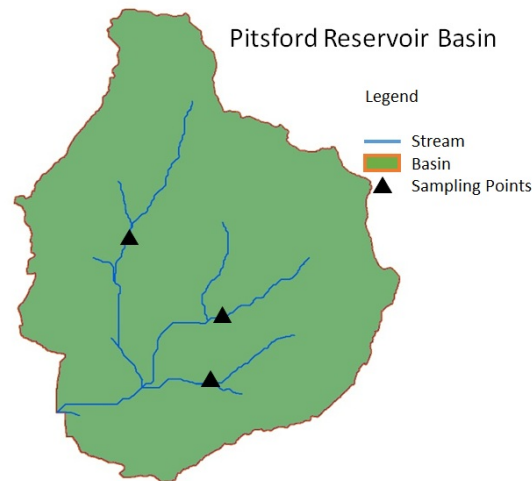 Pitsford Reservoir Basin
Legend
Stream
Basin
Sampling Points